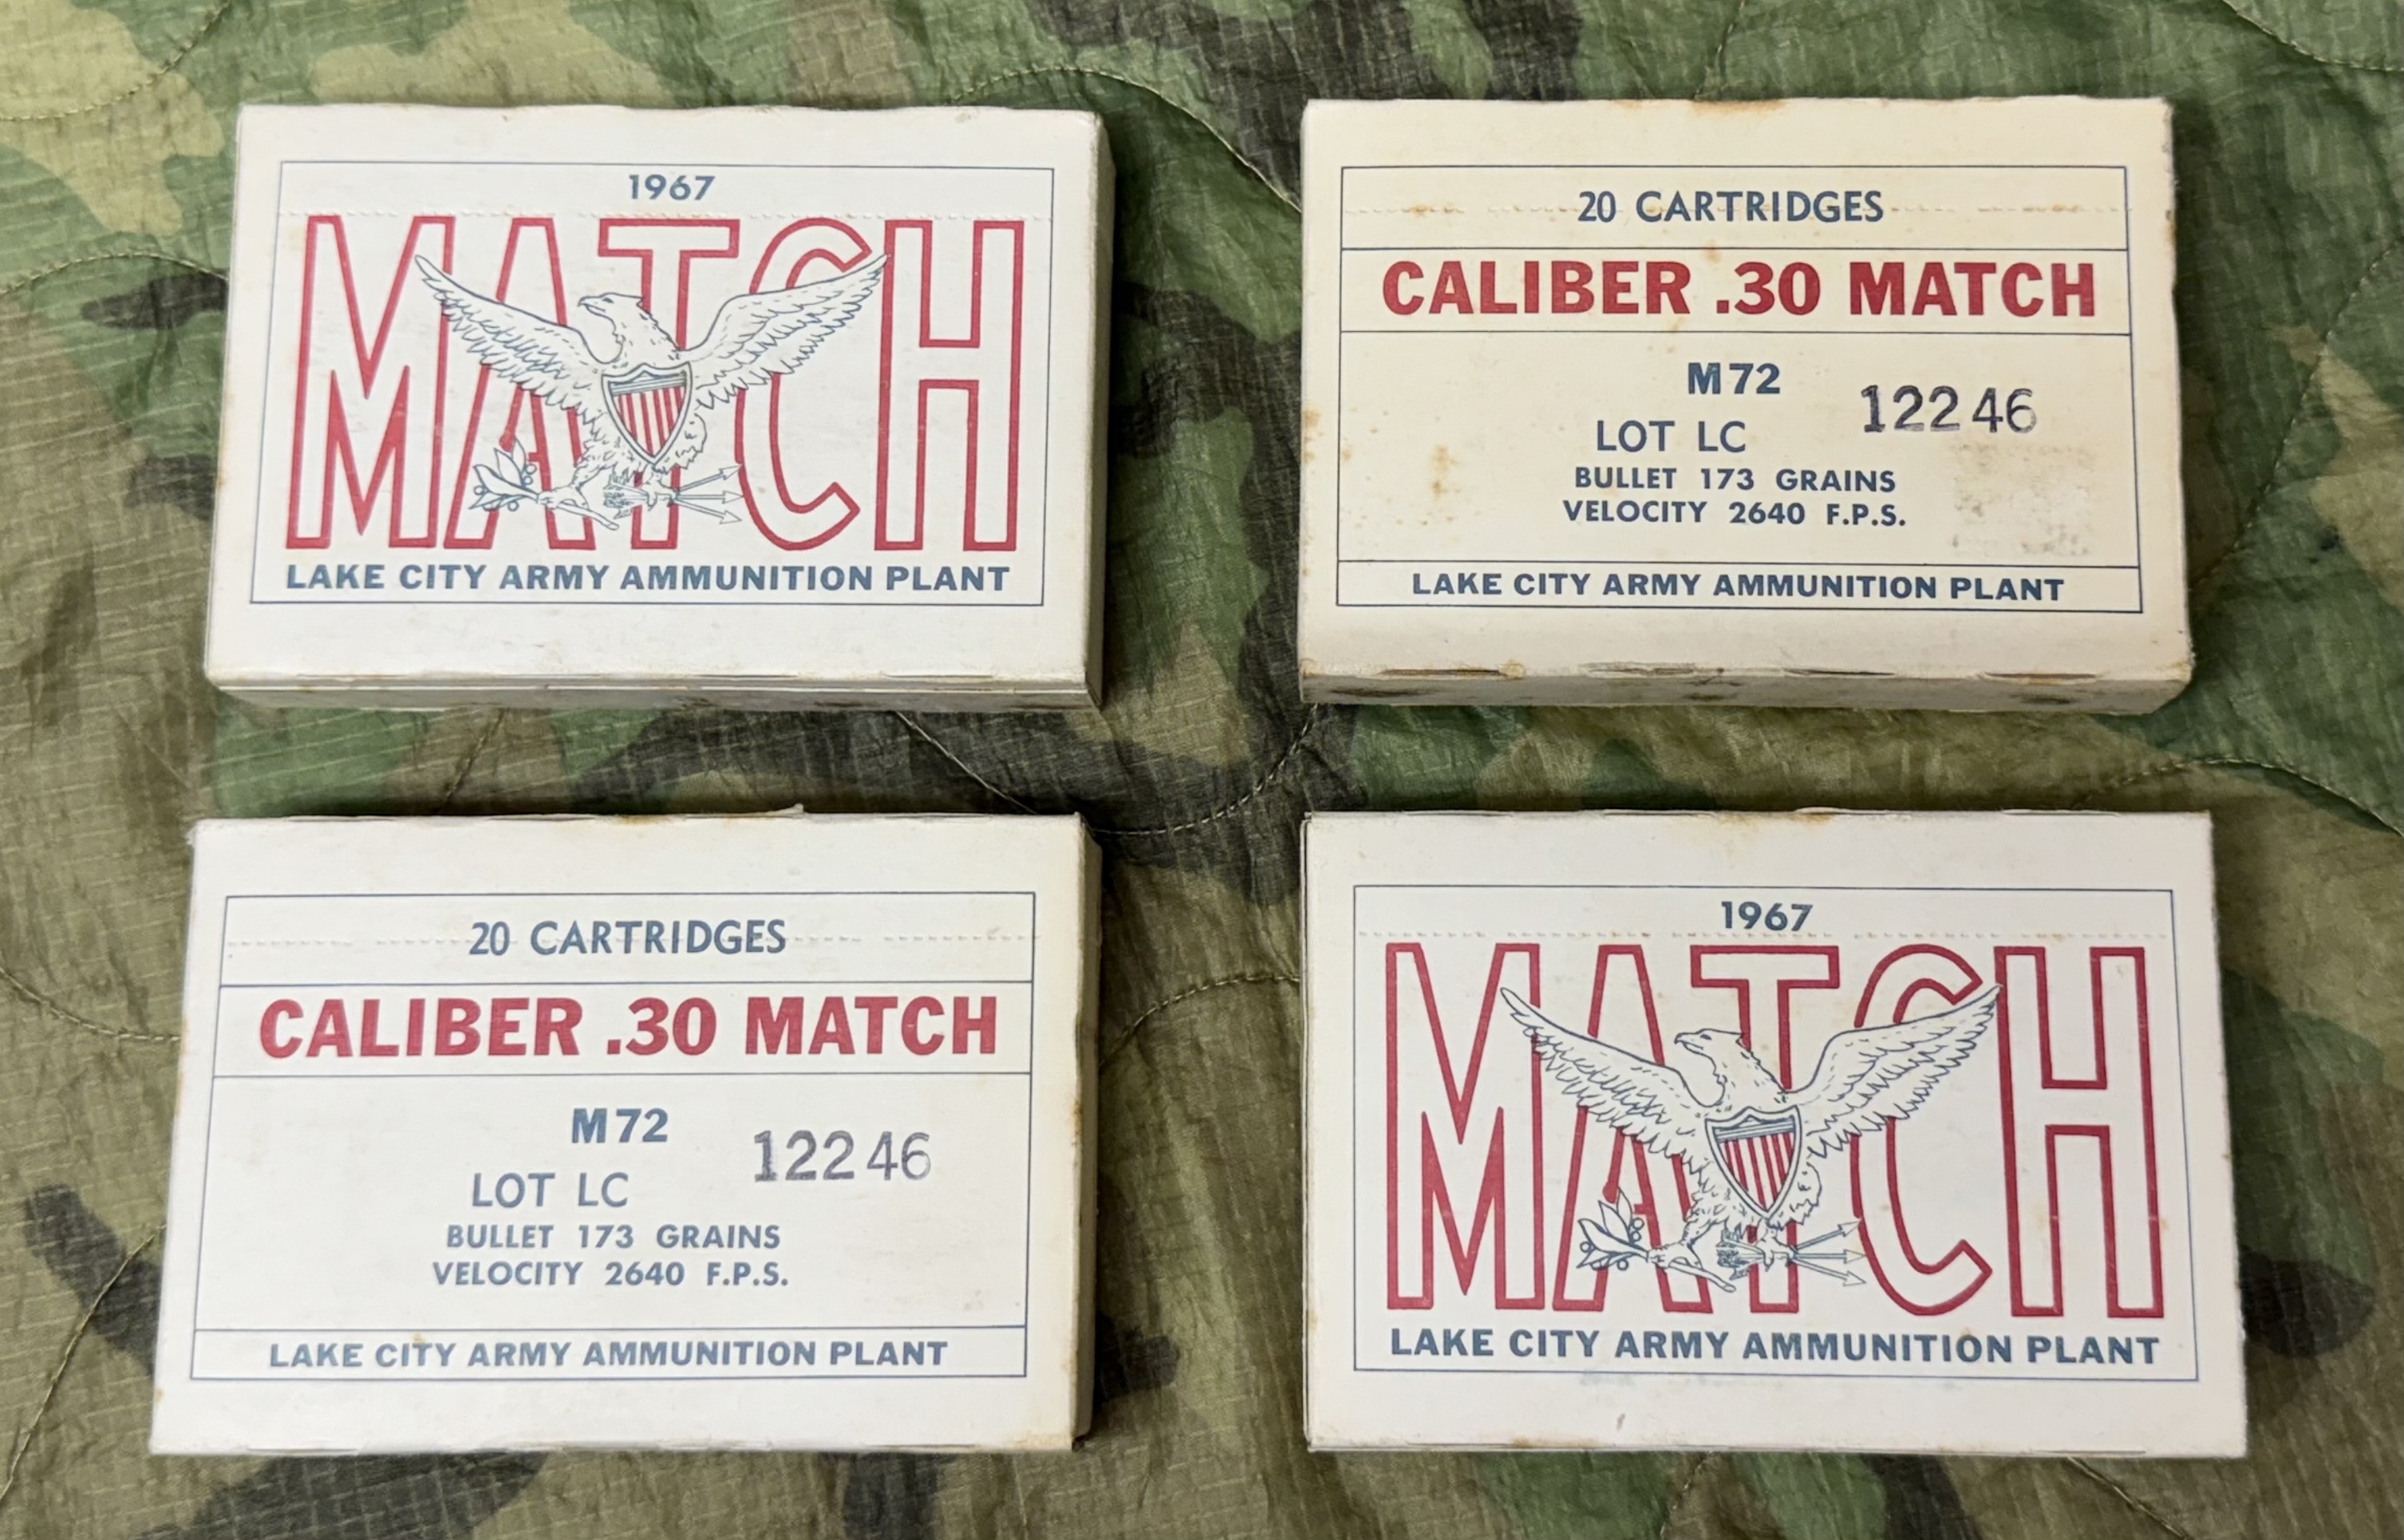 1967
MATCH
LAKE CITY ARMY AMMUNITION PLANT
20 CARTRIDGES
CALIBER .30 MATCH
M72
LOT LC 12246
BULLET 173 GRAINS
VELOCITY 2640 F.P.S.
LAKE CITY ARMY AMMUNITION PLANT
20 CARTRIDGES
CALIBER .30 MATCH
M72
LOT LC 12246
BULLET 173 GRAINS
VELOCITY 2640 F.P.S.
LAKE CITY ARMY AMMUNITION PLANT
1967
MATCH
LAKE CITY ARMY AMMUNITION PLANT